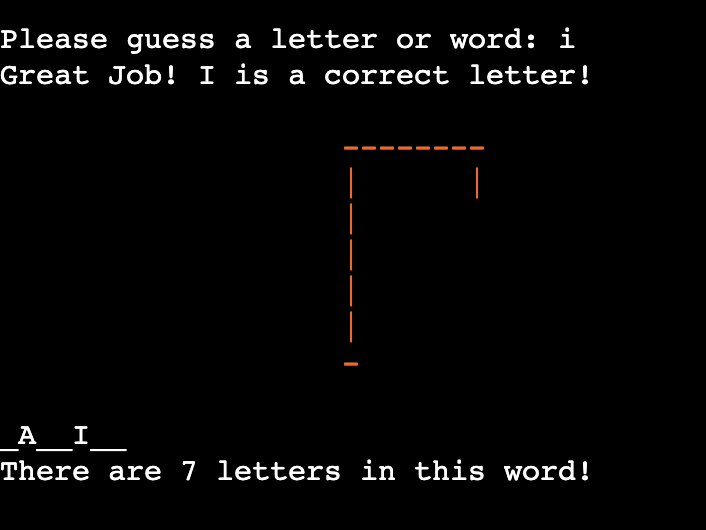 Please guess a letter or word: i
Great Job! I is a correct letter!
--------
|       |
|
|
|
|
-
_A__I__
There are 7 letters in this word!